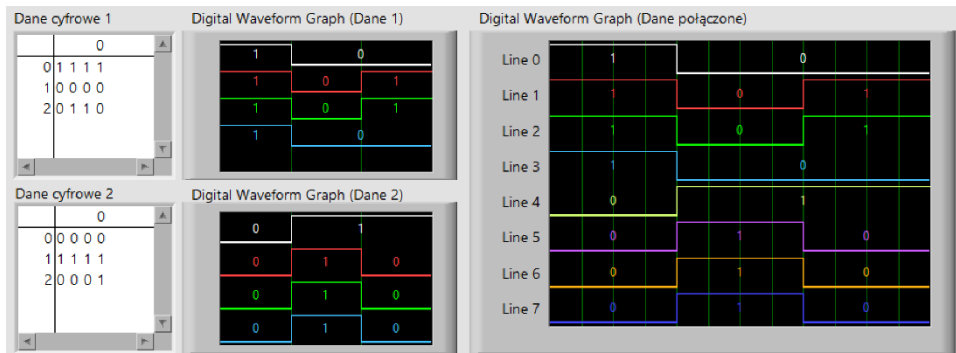 Dane cyfrowe 1
0
0 1 1 1 1
1 0 0 0 0
2 0 1 1 0
Digital Waveform Graph (Dane 1)
1 0
1 0 1
1 0 1
1 0
Dane cyfrowe 2
0
0 0 0 0 0
1 1 1 1 1
2 0 0 0 1
Digital Waveform Graph (Dane 2)
0 1
0 1 0
0 1 0
0 1 0
Digital Waveform Graph (Dane połączone)
Line 0 1 0
Line 1 1 0 1
Line 2 1 0 1
Line 3 1 0
Line 4 0 1
Line 5 0 1 0
Line 6 0 1 0
Line 7 0 1 0